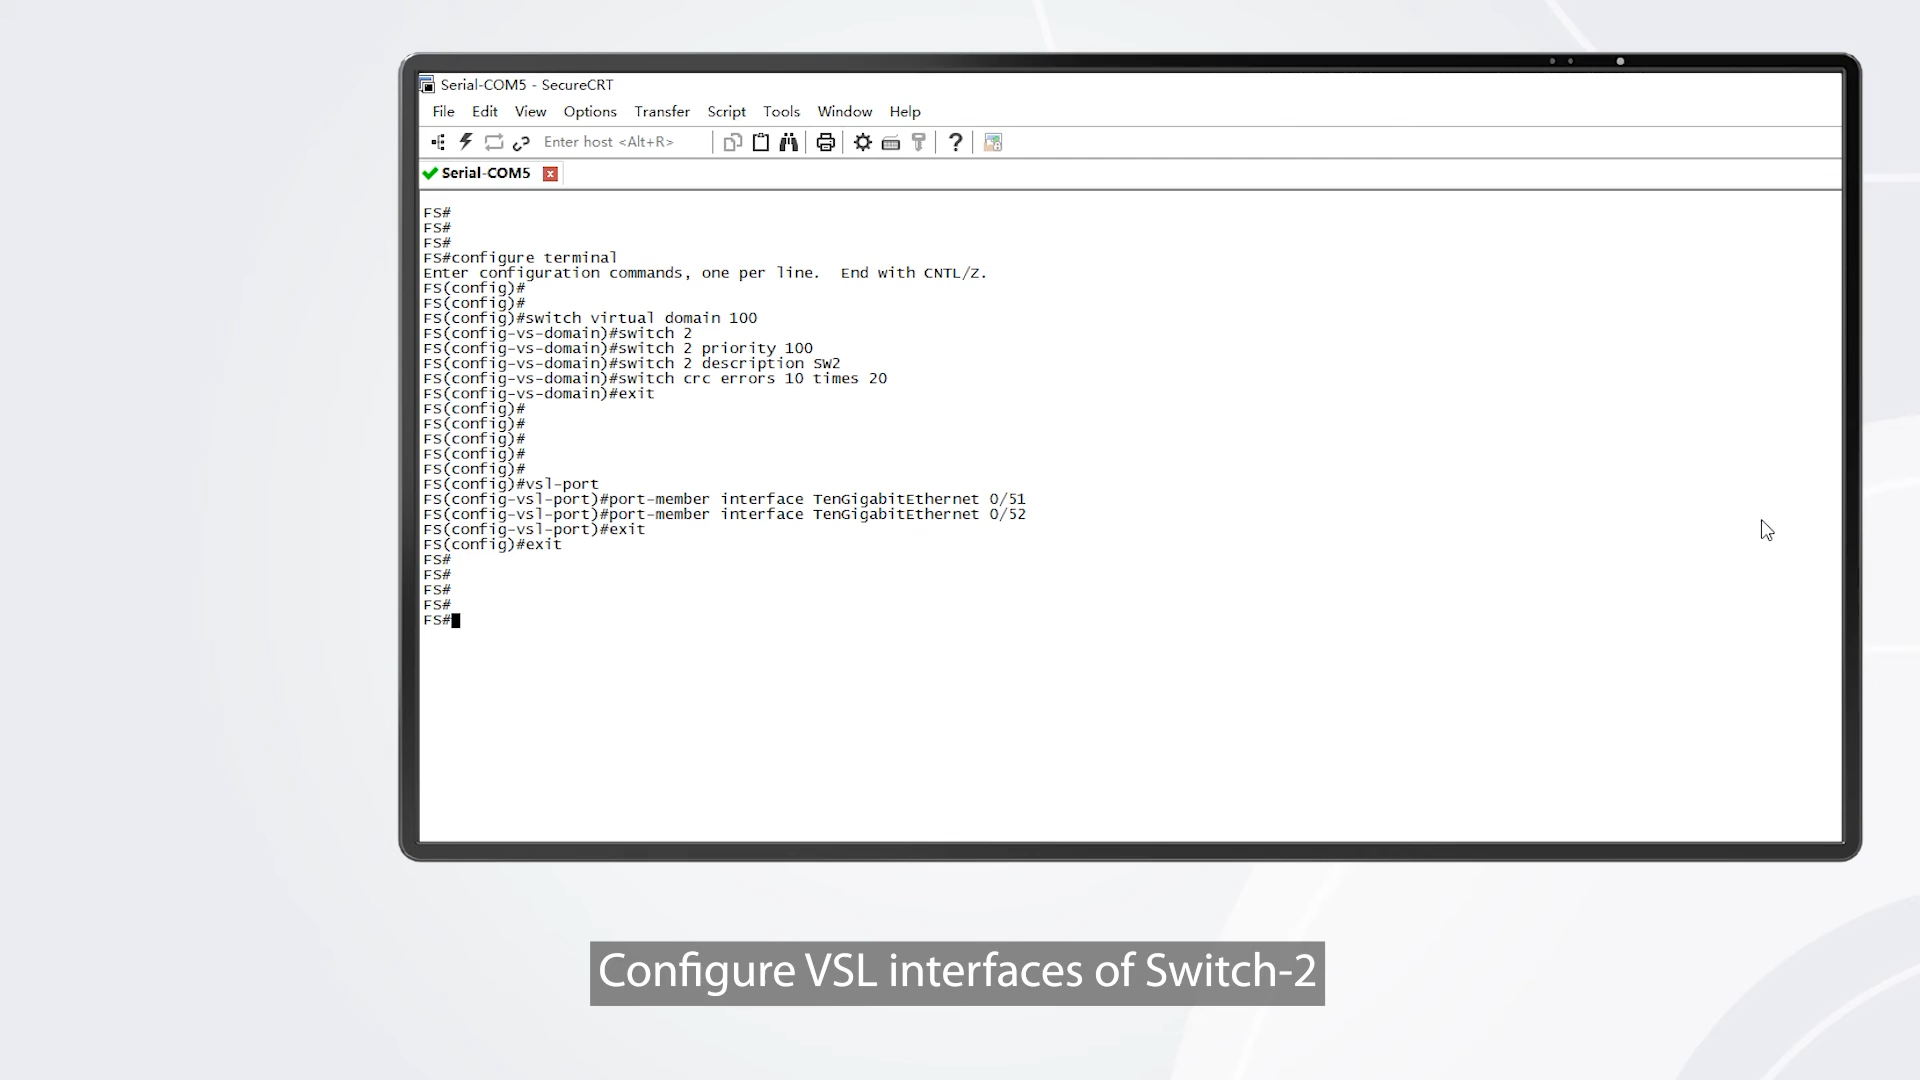 Serial-COM5 - SecureCRT
File Edit View Options Transfer Script Tools Window Help
Enter host <Alt+R>
Serial-COM5
FS#
FS#
FS#
FS#configure terminal
Enter configuration commands, one per line.  End with CNTL/Z.
FS(config)#
FS(config)#
FS(config)#switch virtual domain 100
FS(config-vs-domain)#switch 2
FS(config-vs-domain)#switch 2 priority 100
FS(config-vs-domain)#switch 2 description SW2
FS(config-vs-domain)#switch crc errors 10 times 20
FS(config-vs-domain)#exit
FS(config)#
FS(config)#
FS(config)#
FS(config)#
FS(config)#
FS(config)#vsl-port
FS(config-vsl-port)#port-member interface TenGigabitEthernet 0/51
FS(config-vsl-port)#port-member interface TenGigabitEthernet 0/52
FS(config-vsl-port)#exit
FS(config)#exit
FS#
FS#
FS#
FS#
FS#
Configure VSL interfaces of Switch-2